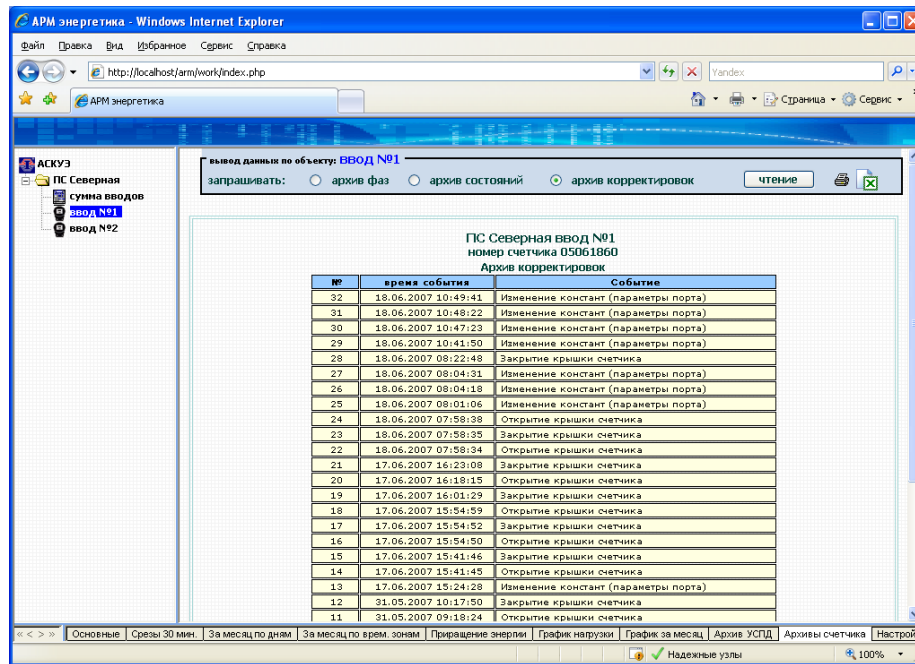 АРМ энергетика - Windows Internet Explorer
Файл Правка Вид Избранное Сервис Справка
http://localhost/arm/work/index.php Yandex
АРМ энергетика Страница Сервис
АСКУЭ
ПС Северная
сумма вводов
ввод №1
ввод №2
вывод данных по объекту: ВВОД №1
запрашивать: архив фаз архив состояний архив корректировок чтение
ПС Северная ввод №1
номер счетчика 05061860
Архив корректировок
№ время события Событие
32 18.06.2007 10:49:41 Изменение констант (параметры порта)
31 18.06.2007 10:48:22 Изменение констант (параметры порта)
30 18.06.2007 10:47:23 Изменение констант (параметры порта)
29 18.06.2007 10:41:50 Изменение констант (параметры порта)
28 18.06.2007 08:22:48 Закрытие крышки счетчика
27 18.06.2007 08:04:31 Изменение констант (параметры порта)
26 18.06.2007 08:04:18 Изменение констант (параметры порта)
25 18.06.2007 08:01:06 Изменение констант (параметры порта)
24 18.06.2007 07:58:38 Открытие крышки счетчика
23 18.06.2007 07:58:35 Закрытие крышки счетчика
22 18.06.2007 07:58:34 Открытие крышки счетчика
21 17.06.2007 16:23:08 Закрытие крышки счетчика
20 17.06.2007 16:18:15 Открытие крышки счетчика
19 17.06.2007 16:01:29 Закрытие крышки счетчика
18 17.06.2007 15:54:59 Открытие крышки счетчика
17 17.06.2007 15:54:52 Закрытие крышки счетчика
16 17.06.2007 15:54:50 Открытие крышки счетчика
15 17.06.2007 15:41:46 Закрытие крышки счетчика
14 17.06.2007 15:41:45 Открытие крышки счетчика
13 17.06.2007 15:24:28 Изменение констант (параметры порта)
12 31.05.2007 10:17:50 Закрытие крышки счетчика
11 31.05.2007 09:18:24 Открытие крышки счетчика
« < > » Основные Срезы 30 мин. За месяц по дням За месяц по врем. зонам Приращение энергии График нагрузки График за месяц Архив УСПД Архивы счетчика Настрой
Надежные узлы 100%